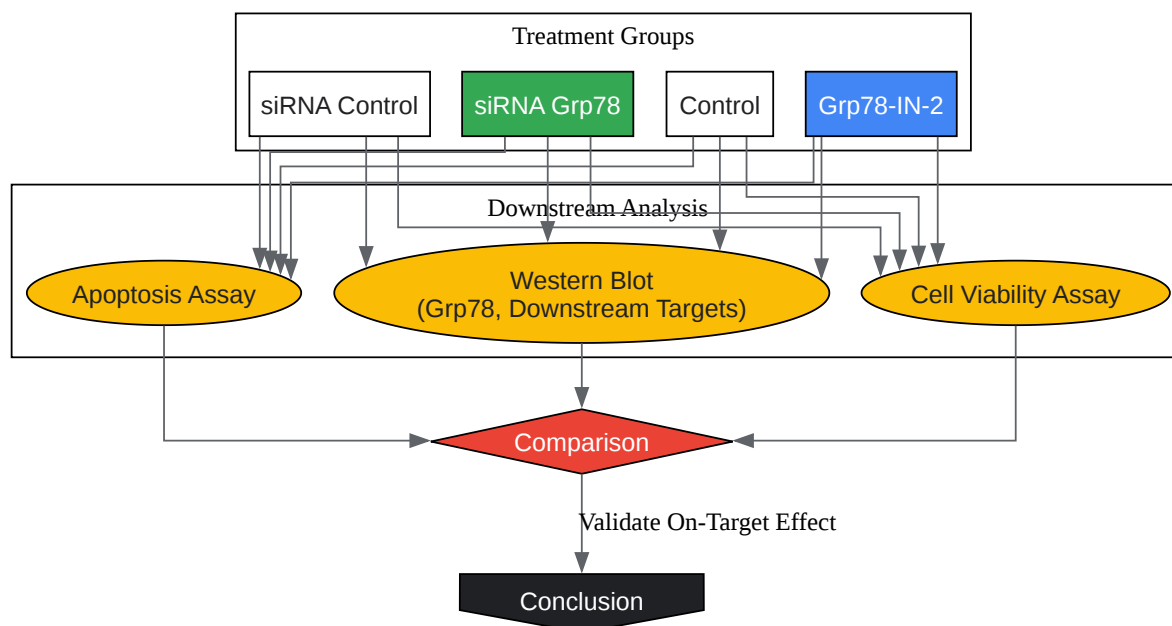 Treatment Groups
siRNA Control
siRNA Grp78
Control
Grp78-IN-2
Downstream Analysis
Apoptosis Assay
Western Blot
(Grp78, Downstream Targets)
Cell Viability Assay
Comparison
Validate On-Target Effect
Conclusion